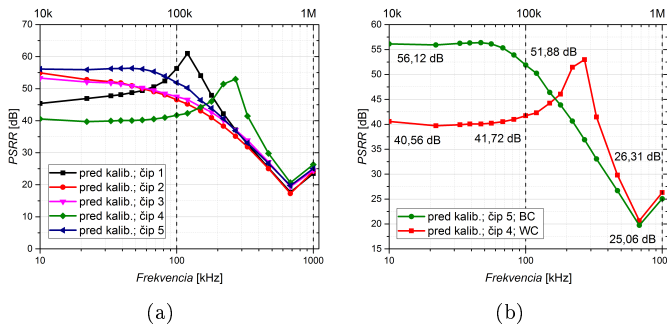 10k 100k 1M
70
60
50
40
30
20
10
0
PSRR [dB]
pred kalib.; čip 1
pred kalib.; čip 2
pred kalib.; čip 3
pred kalib.; čip 4
pred kalib.; čip 5
10 100 1000
Frekvencia [kHz]
(a)
10k 100k 1M
60
55
50
45
40
35
30
25
20
15
PSRR [dB]
56,12 dB
51,88 dB
40,56 dB
41,72 dB
26,31 dB
25,06 dB
pred kalib.; čip 5; BC
pred kalib.; čip 4; WC
10 100 1000
Frekvencia [kHz]
(b)